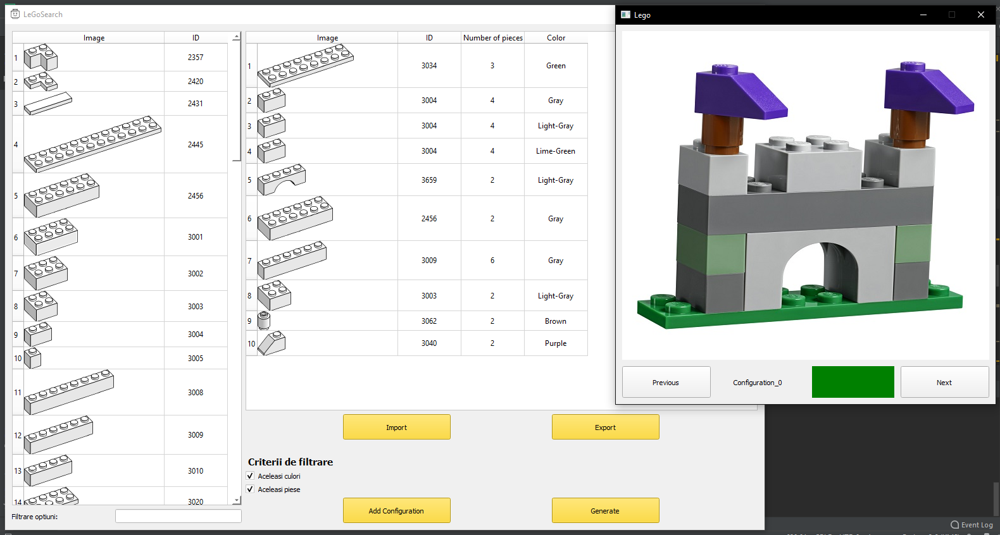 LeGoSearch
Image ID
1 2357
2 2420
3 2431
4 2445
5 2456
6 3001
7 3002
8 3003
9 3004
10 3005
11 3008
12 3009
13 3010
14 3020
Filtrare optiuni:
Image ID Number of pieces Color
1 3034 3 Green
2 3004 4 Gray
3 3004 4 Light-Gray
4 3004 4 Lime-Green
5 3659 2 Light-Gray
6 2456 2 Gray
7 3009 6 Gray
8 3003 2 Light-Gray
9 3062 2 Brown
10 3040 2 Purple
Import Export
Criterii de filtrare
Aceleasi culori
Aceleasi piese
Add Configuration Generate
Lego
Previous Configuration_0 Next
Event Log